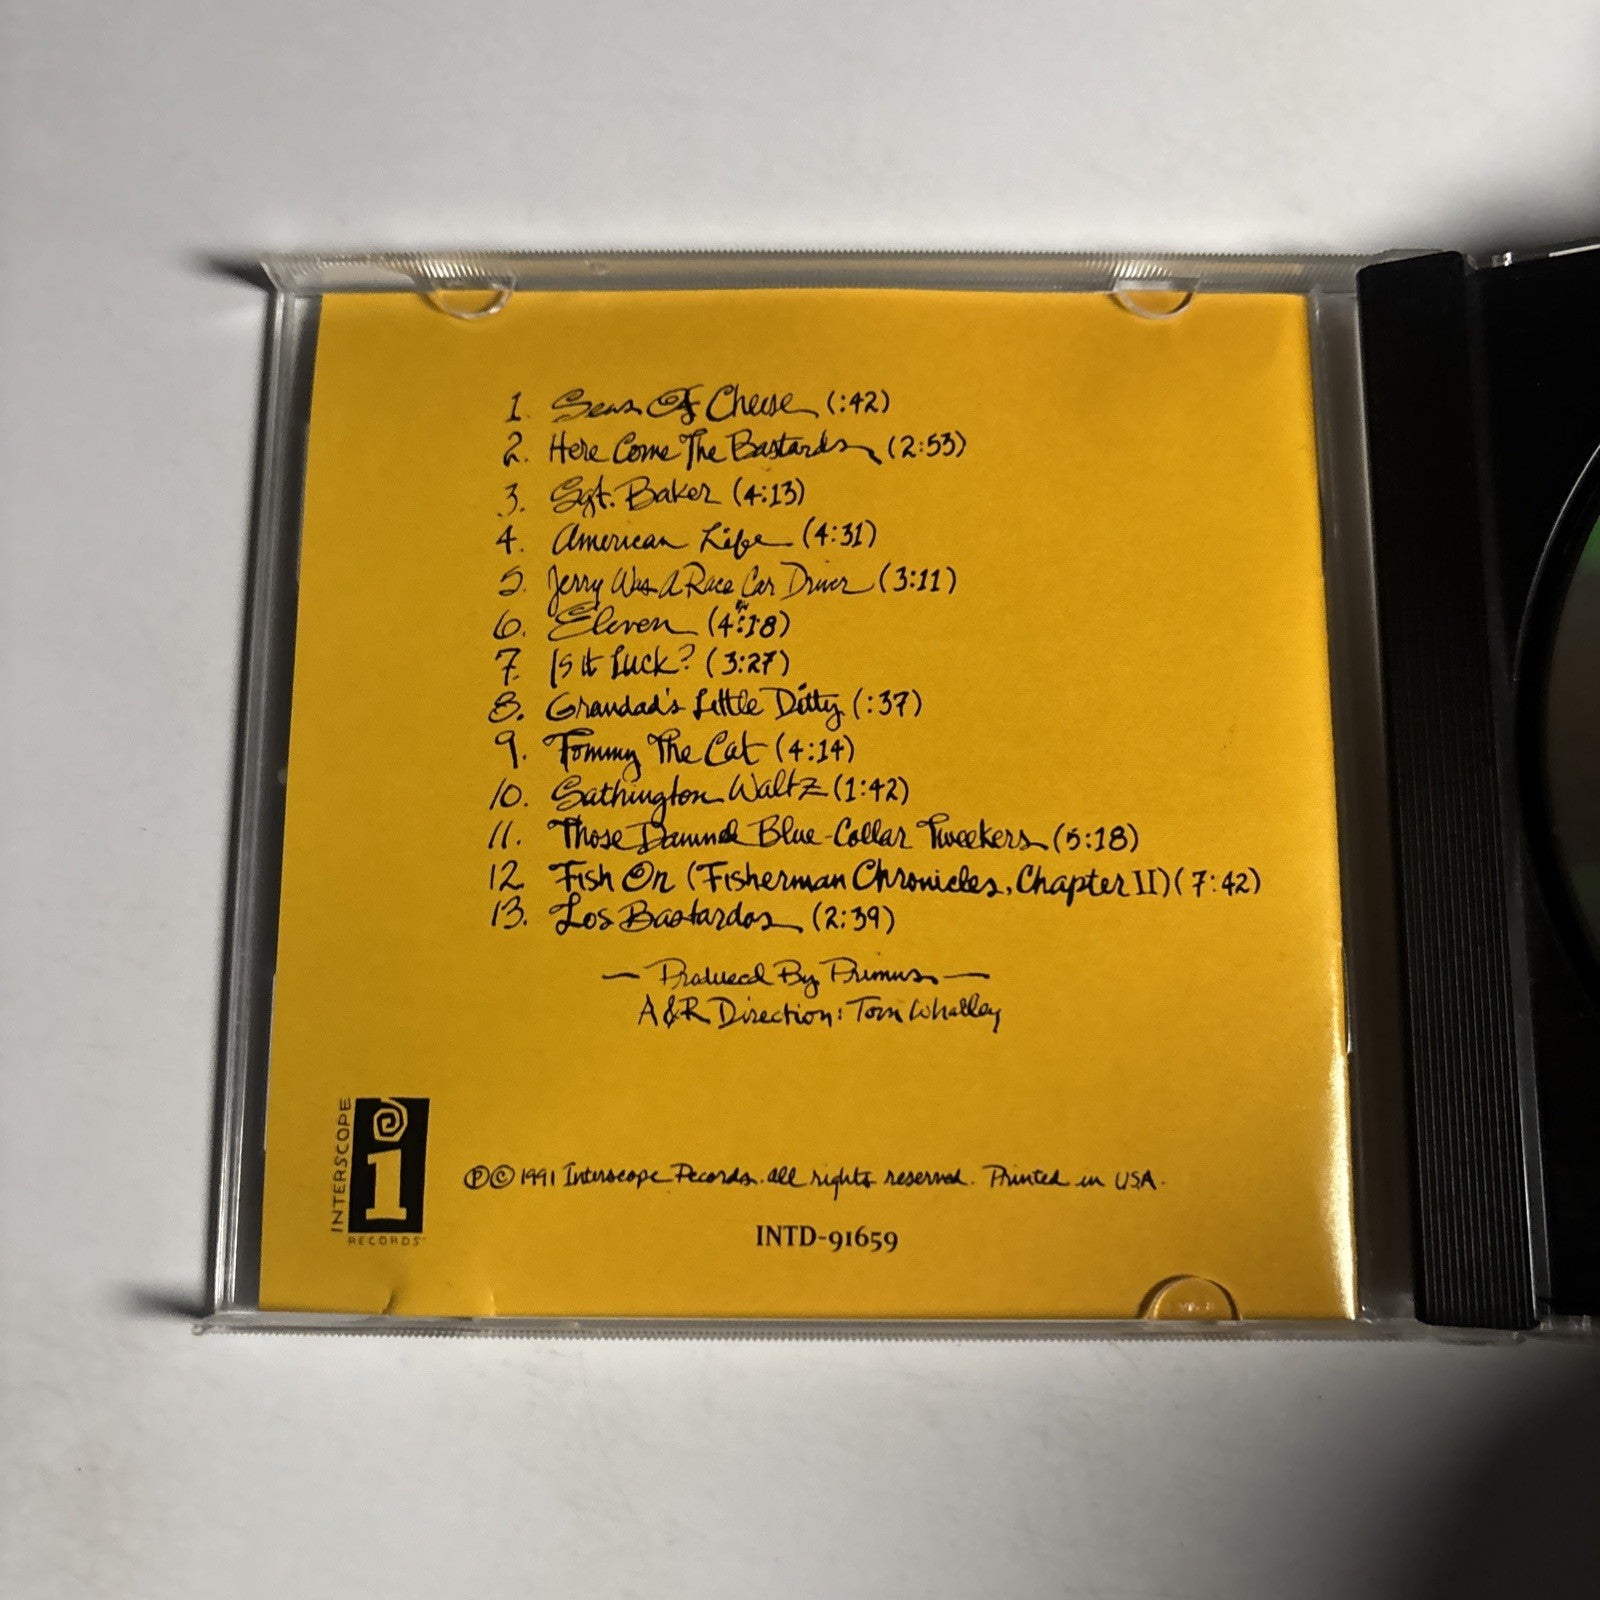 1. Seas Of Cheese (:42)
2. Here Come The Bastards (2:53)
3. Sgt. Baker (4:13)
4. American Life (4:31)
5. Jerry Was A Race Car Driver (3:11)
6. Eleven (4:18)
7. Is It Luck? (3:27)
8. Grandad's Little Ditty (:37)
9. Tommy The Cat (4:14)
10. Sathington Waltz (1:42)
11. Those Damned Blue-Collar Tweekers (5:18)
12 Fish On (Fisherman Chronicles, Chapter II) (7:42)
13. Los Bastardos (2:39)
— Produced By Primus —
A&R Direction: Tom Whalley
INTERSCOPE
i
RECORDS
℗© 1991 Interscope Records. all rights reserved. Printed in USA.
INTD-91659